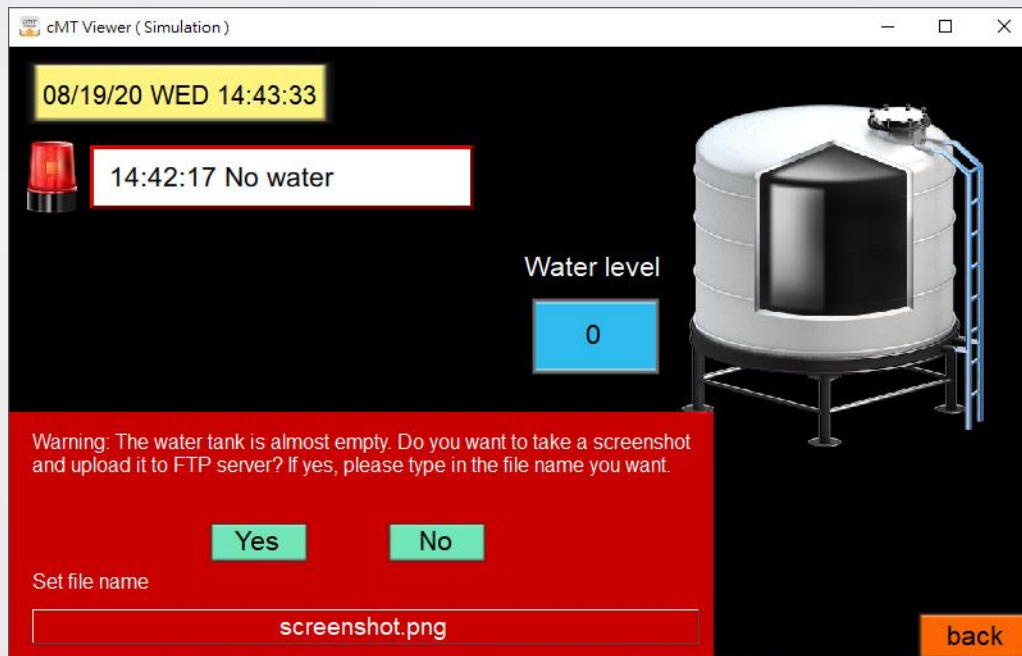 cMT Viewer ( Simulation )
08/19/20 WED 14:43:33
14:42:17 No water
Water level
0
Warning: The water tank is almost empty. Do you want to take a screenshot
and upload it to FTP server? If yes, please type in the file name you want.
Yes No
Set file name
screenshot.png
back